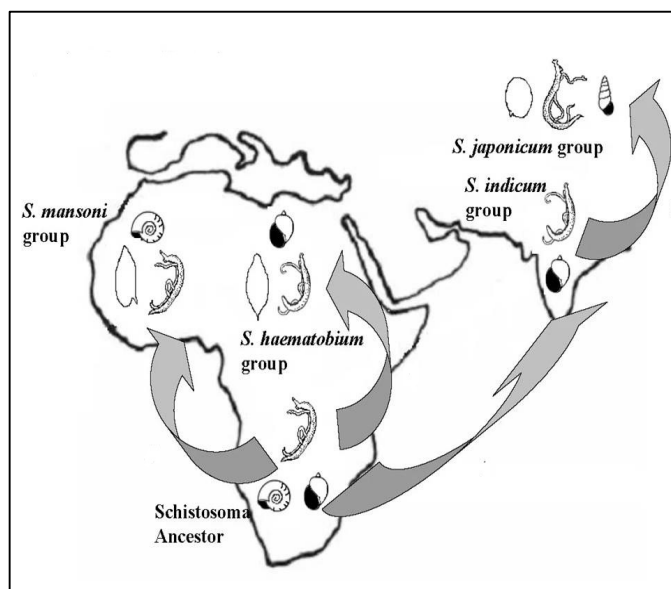 S. japonicum group
S. indicum
group
S. mansoni
group
S. haematobium
group
Schistosoma
Ancestor